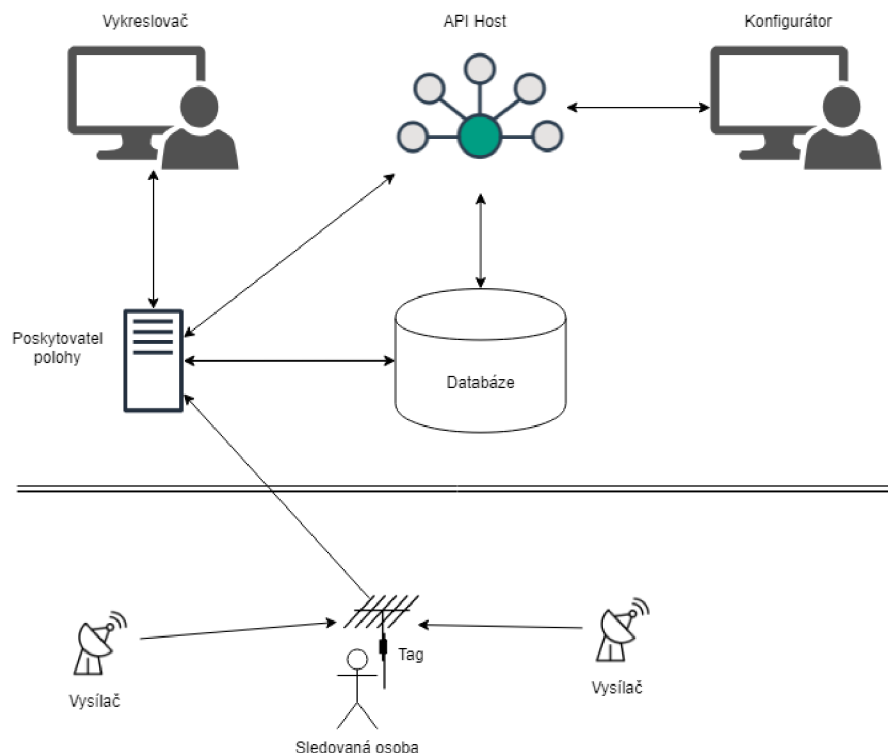 Vykreslovač
API Host
Konfigurátor
Poskytovatel
polohy
Databáze
Tag
Vysílač
Vysílač
Sledovaná osoba